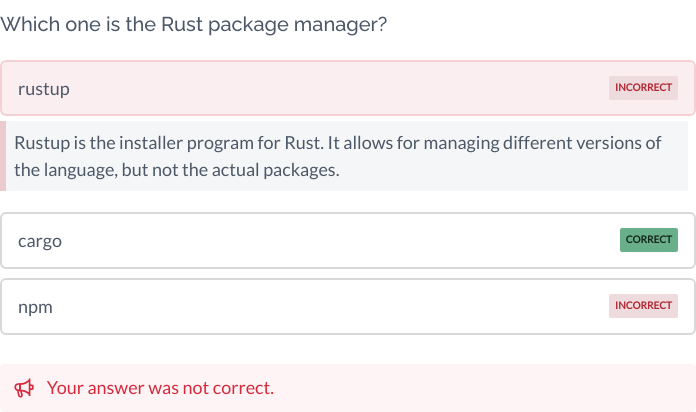 Which one is the Rust package manager?
rustup INCORRECT
Rustup is the installer program for Rust. It allows for managing different versions of
the language, but not the actual packages.
cargo CORRECT
npm INCORRECT
Your answer was not correct.